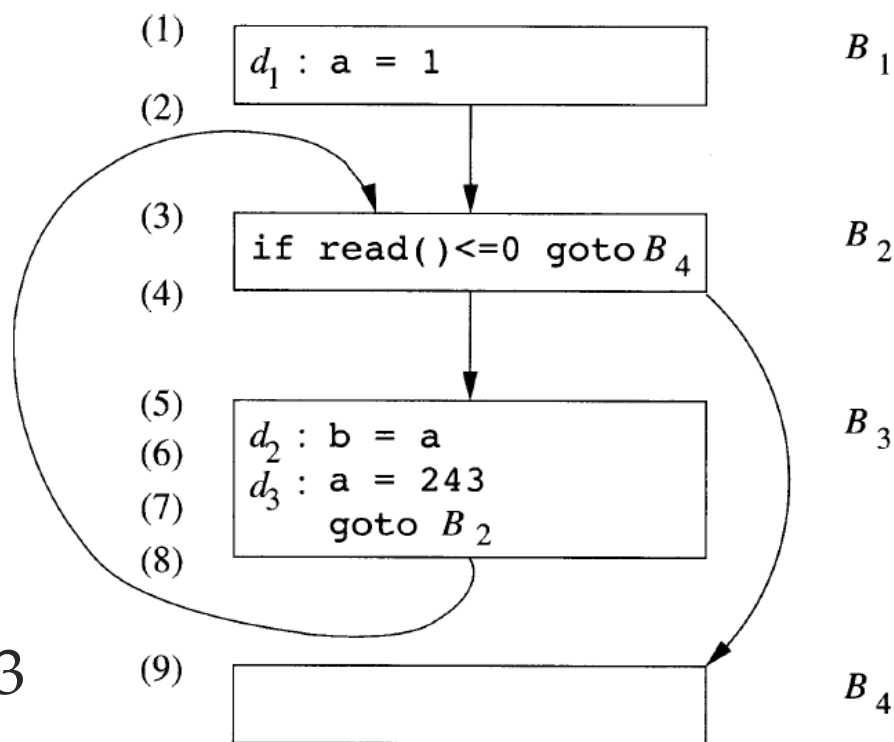 (1)
d1 : a = 1
B1
(2)
(3)
if read()<=0 goto B4
B2
(4)
(5)
d2 : b = a
B3
(6)
d3 : a = 243
(7)
goto B2
(8)
3
(9)
B4